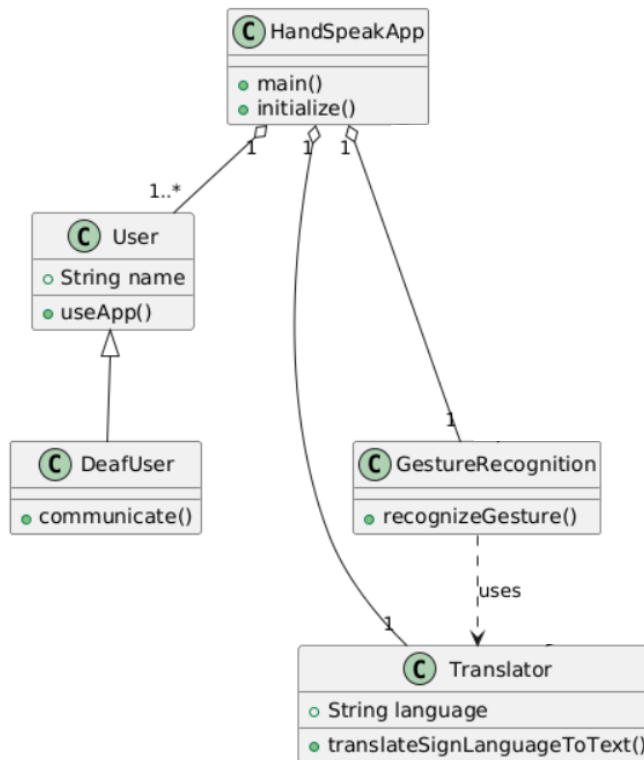 C HandSpeakApp
main()
initialize()
1 1 1
1..*
C User
String name
useApp()
C DeafUser
communicate()
1
C GestureRecognition
recognizeGesture()
uses
1
C Translator
String language
translateSignLanguageToText()